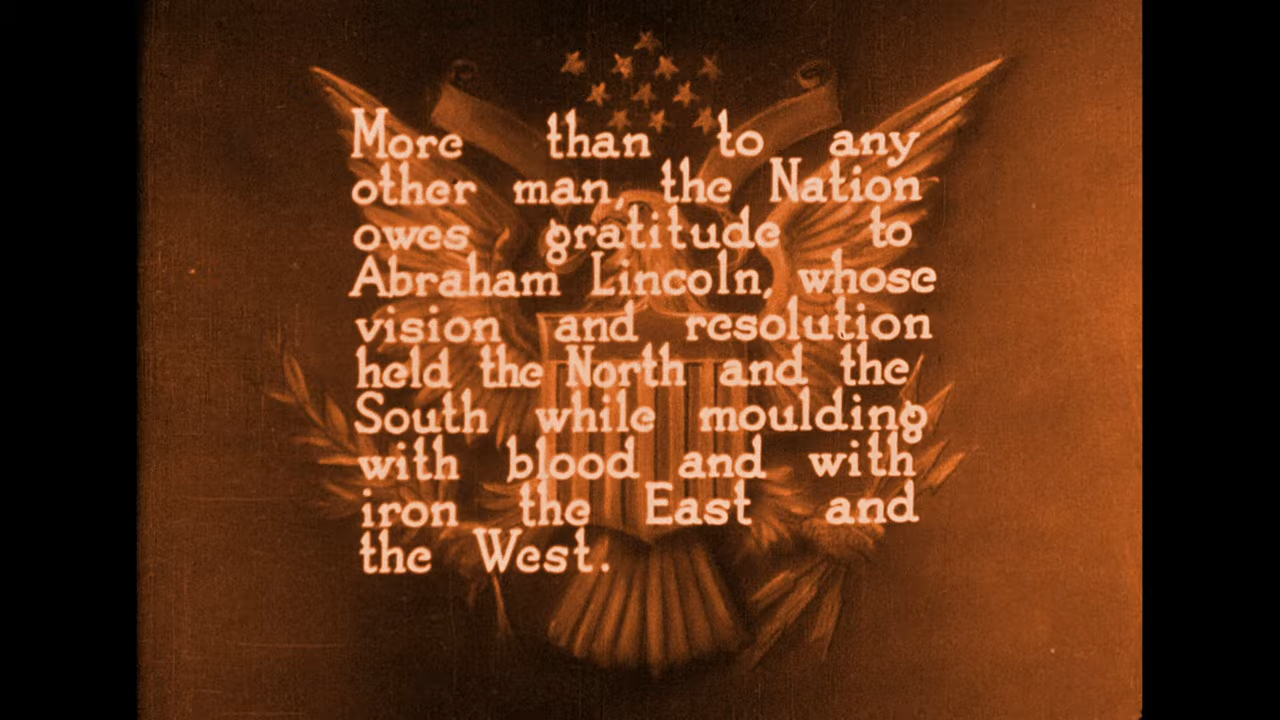 More than to any
other man, the Nation
owes gratitude to
Abraham Lincoln, whose
vision and resolution
held the North and the
South while moulding
with blood and with
iron the East and
the West.